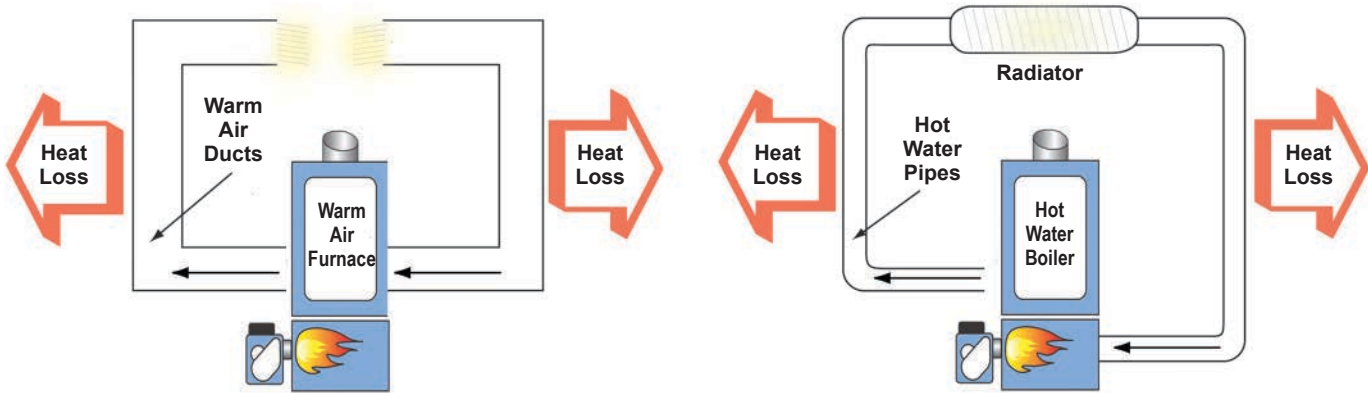 Warm
Air
Ducts
Heat
Loss
Warm
Air
Furnace
Heat
Loss
Radiator
Hot
Water
Pipes
Heat
Loss
Hot
Water
Boiler
Heat
Loss